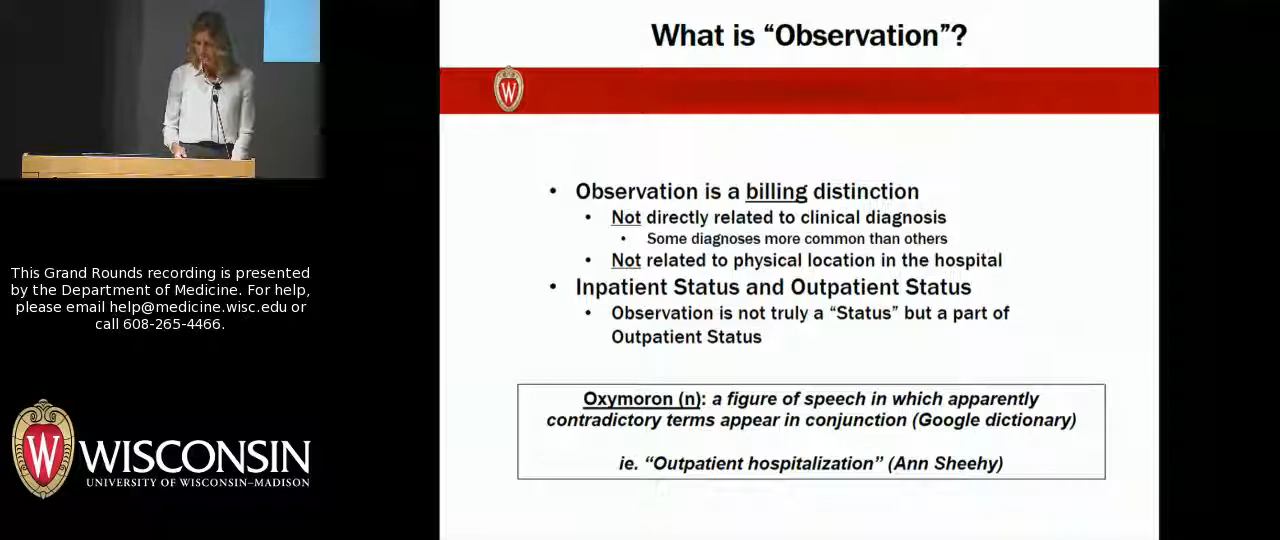 What is “Observation”?
W
• Observation is a billing distinction
• Not directly related to clinical diagnosis
• Some diagnoses more common than others
• Not related to physical location in the hospital
• Inpatient Status and Outpatient Status
• Observation is not truly a “Status” but a part of
Outpatient Status
Oxymoron (n): a figure of speech in which apparently
contradictory terms appear in conjunction (Google dictionary)
ie. “Outpatient hospitalization” (Ann Sheehy)
This Grand Rounds recording is presented
by the Department of Medicine. For help,
please email help@medicine.wisc.edu or
call 608-265-4466.
W
WISCONSIN
UNIVERSITY OF WISCONSIN–MADISON